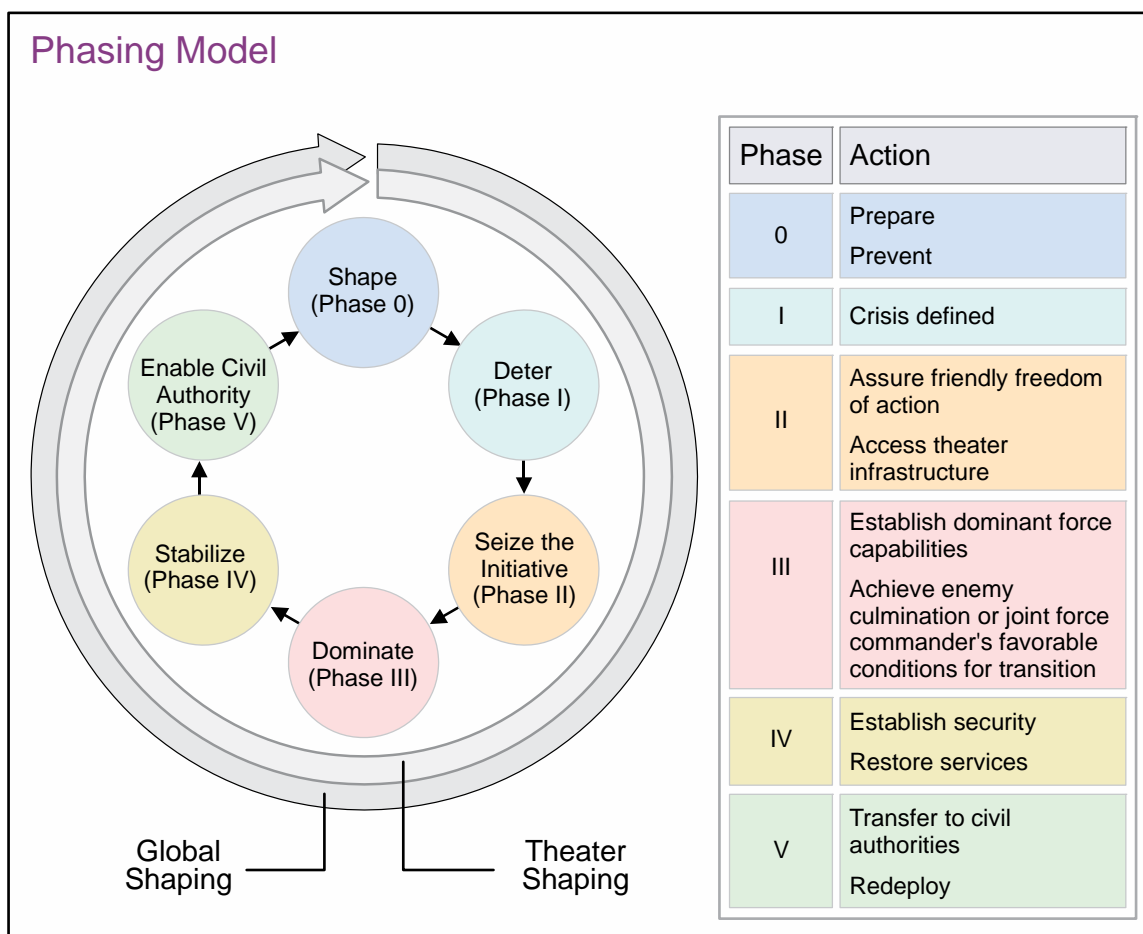 Phasing Model
Shape
(Phase 0)
Deter
(Phase I)
Seize the
Initiative
(Phase II)
Dominate
(Phase III)
Stabilize
(Phase IV)
Enable Civil
Authority
(Phase V)
Global
Shaping
Theater
Shaping
Phase Action
0
Prepare
Prevent
I
Crisis defined
II
Assure friendly freedom
of action
Access theater
infrastructure
III
Establish dominant force
capabilities
Achieve enemy
culmination or joint force
commander's favorable
conditions for transition
IV
Establish security
Restore services
V
Transfer to civil
authorities
Redeploy